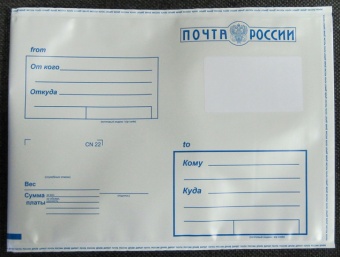 ПОЧТА РОССИИ
from
От кого
Откуда
CN 22
to
Кому
Куда
Вес
Сумма
платы